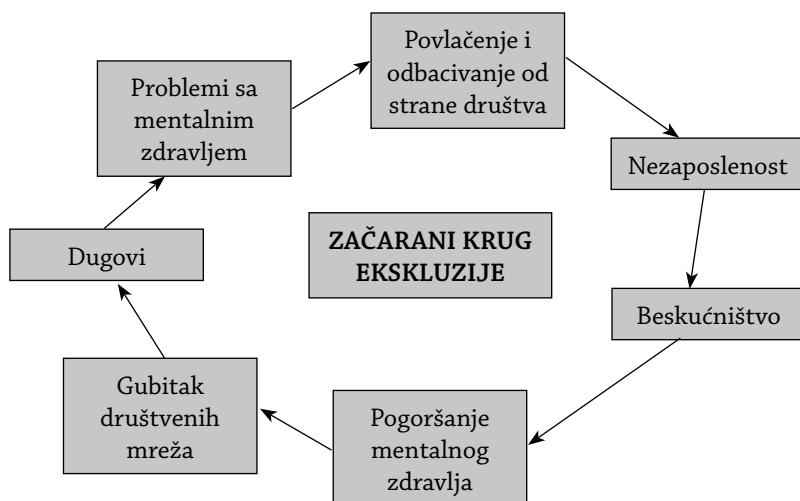 Povlačenje i
odbacivanje od
strane društva
Problemi sa
mentalnim
zdravljem
Nezaposlenost
ZAČARANI KRUG
EKSKLUZIJE
Dugovi
Beskućništvo
Gubitak
društvenih
mreža
Pogoršanje
mentalnog
zdravlja